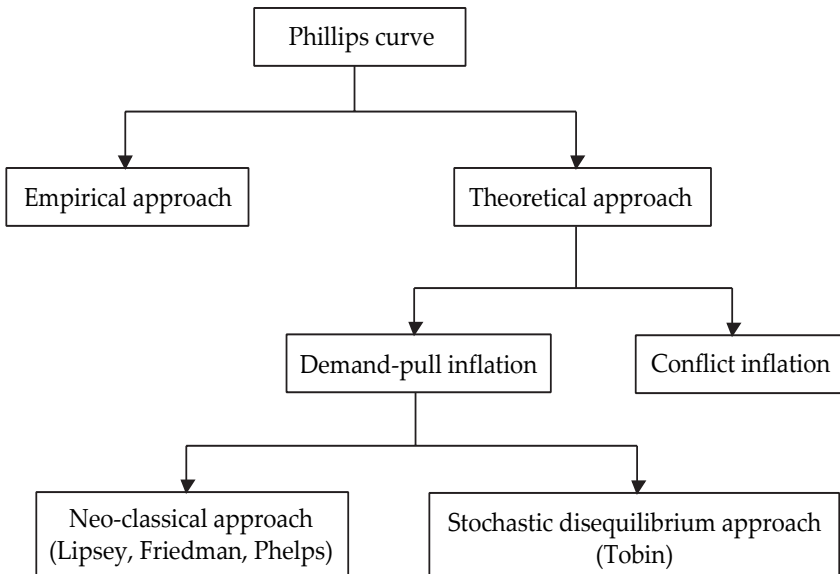 Phillips curve
Empirical approach
Theoretical approach
Demand-pull inflation
Conflict inflation
Neo-classical approach
(Lipsey, Friedman, Phelps)
Stochastic disequilibrium approach
(Tobin)